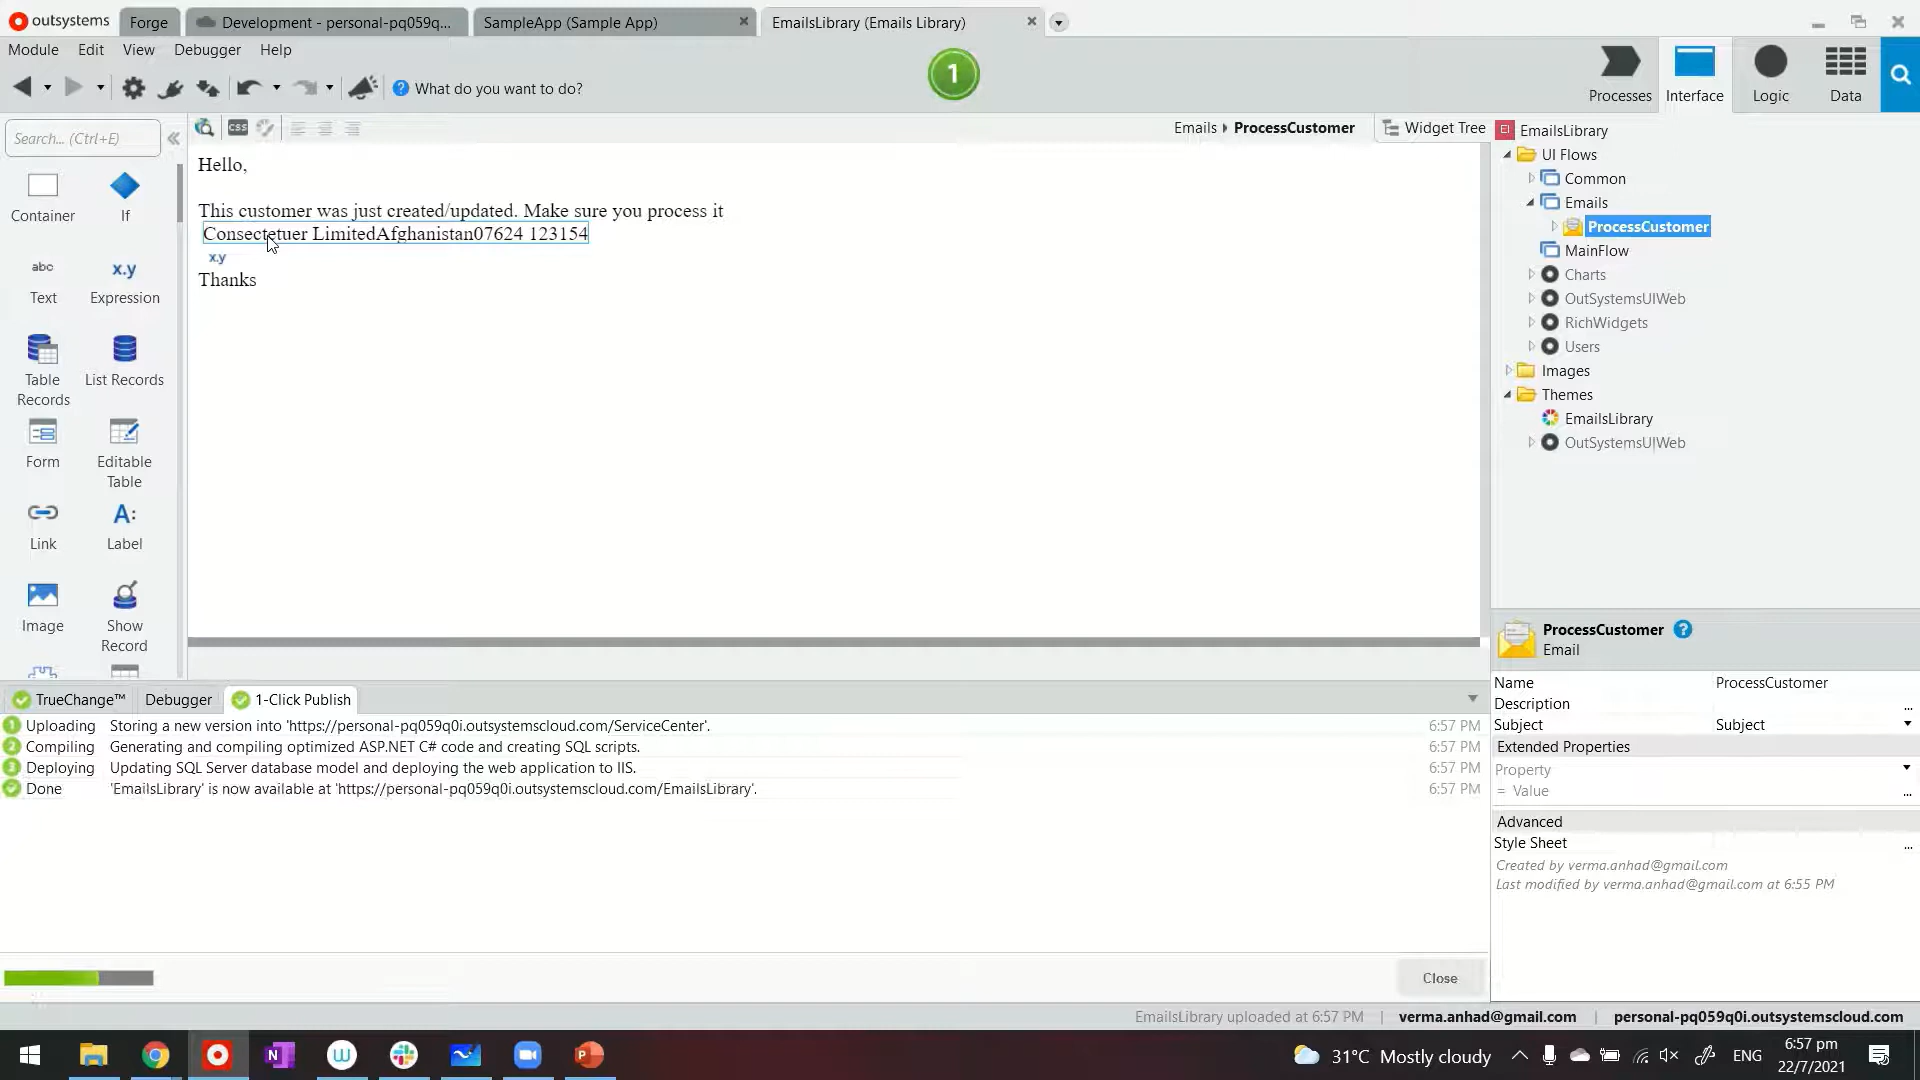 outsystems
Forge
Development - personal-pq059q...
SampleApp (Sample App)
EmailsLibrary (Emails Library)
Module Edit View Debugger Help
What do you want to do?
1
Processes
Interface
Logic
Data
Search... (Ctrl+E)
CSS
Emails ProcessCustomer
Widget Tree
EmailsLibrary
UI Flows
Common
Emails
ProcessCustomer
MainFlow
Charts
OutSystemsUIWeb
RichWidgets
Users
Images
Themes
EmailsLibrary
OutSystemsUIWeb
Container
If
abc
Text
x.y
Expression
Table
Records
List Records
Form
Editable
Table
Link
A:
Label
Image
Show
Record
Hello,
This customer was just created/updated. Make sure you process it
Consectetuer LimitedAfghanistan07624 123154
x.y
Thanks
ProcessCustomer
Email
Name ProcessCustomer
Description ...
Subject Subject
Extended Properties
Property
= Value ...
Advanced
Style Sheet ...
Created by verma.anhad@gmail.com
Last modified by verma.anhad@gmail.com at 6:55 PM
TrueChange™ Debugger 1-Click Publish
1 Uploading Storing a new version into 'https://personal-pq059q0i.outsystemscloud.com/ServiceCenter'. 6:57 PM
2 Compiling Generating and compiling optimized ASP.NET C# code and creating SQL scripts. 6:57 PM
3 Deploying Updating SQL Server database model and deploying the web application to IIS. 6:57 PM
Done 'EmailsLibrary' is now available at 'https://personal-pq059q0i.outsystemscloud.com/EmailsLibrary'. 6:57 PM
Close
EmailsLibrary uploaded at 6:57 PM | verma.anhad@gmail.com | personal-pq059q0i.outsystemscloud.com
31°C Mostly cloudy
ENG
6:57 pm
22/7/2021